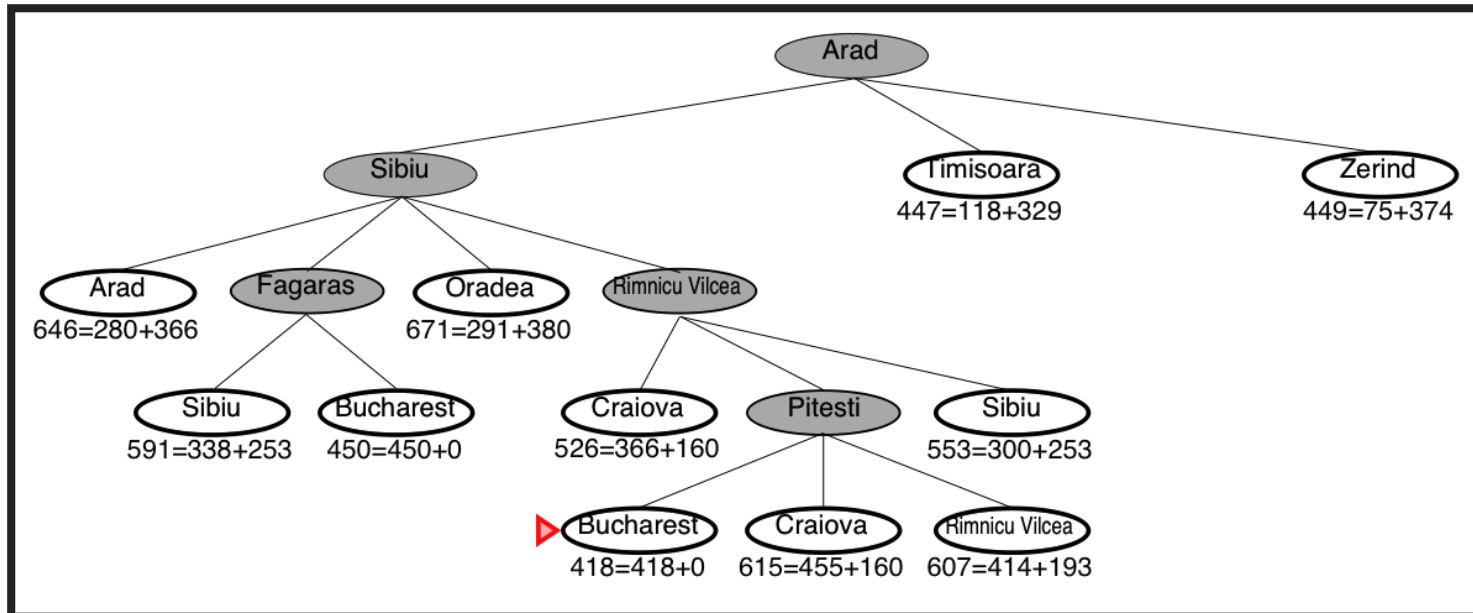 Arad
Sibiu
Timisoara
Zerind
447=118+329
449=75+374
Arad
Fagaras
Oradea
Rimnicu Vilcea
646=280+366
671=291+380
Sibiu
Bucharest
Craiova
Pitesti
Sibiu
591=338+253
450=450+0
526=366+160
553=300+253
Bucharest
Craiova
Rimnicu Vilcea
418=418+0
615=455+160
607=414+193